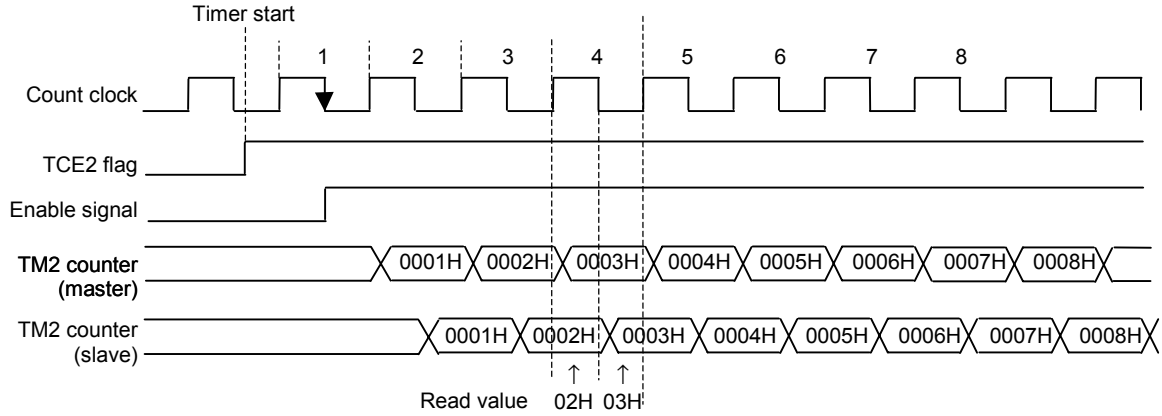 Timer start
1 2 3 4 5 6 7 8
Count clock
TCE2 flag
Enable signal
TM2 counter (master)
0001H 0002H 0003H 0004H 0005H 0006H 0007H 0008H
TM2 counter (slave)
0001H 0002H 0003H 0004H 0005H 0006H 0007H 0008H
↑ ↑
Read value 02H 03H